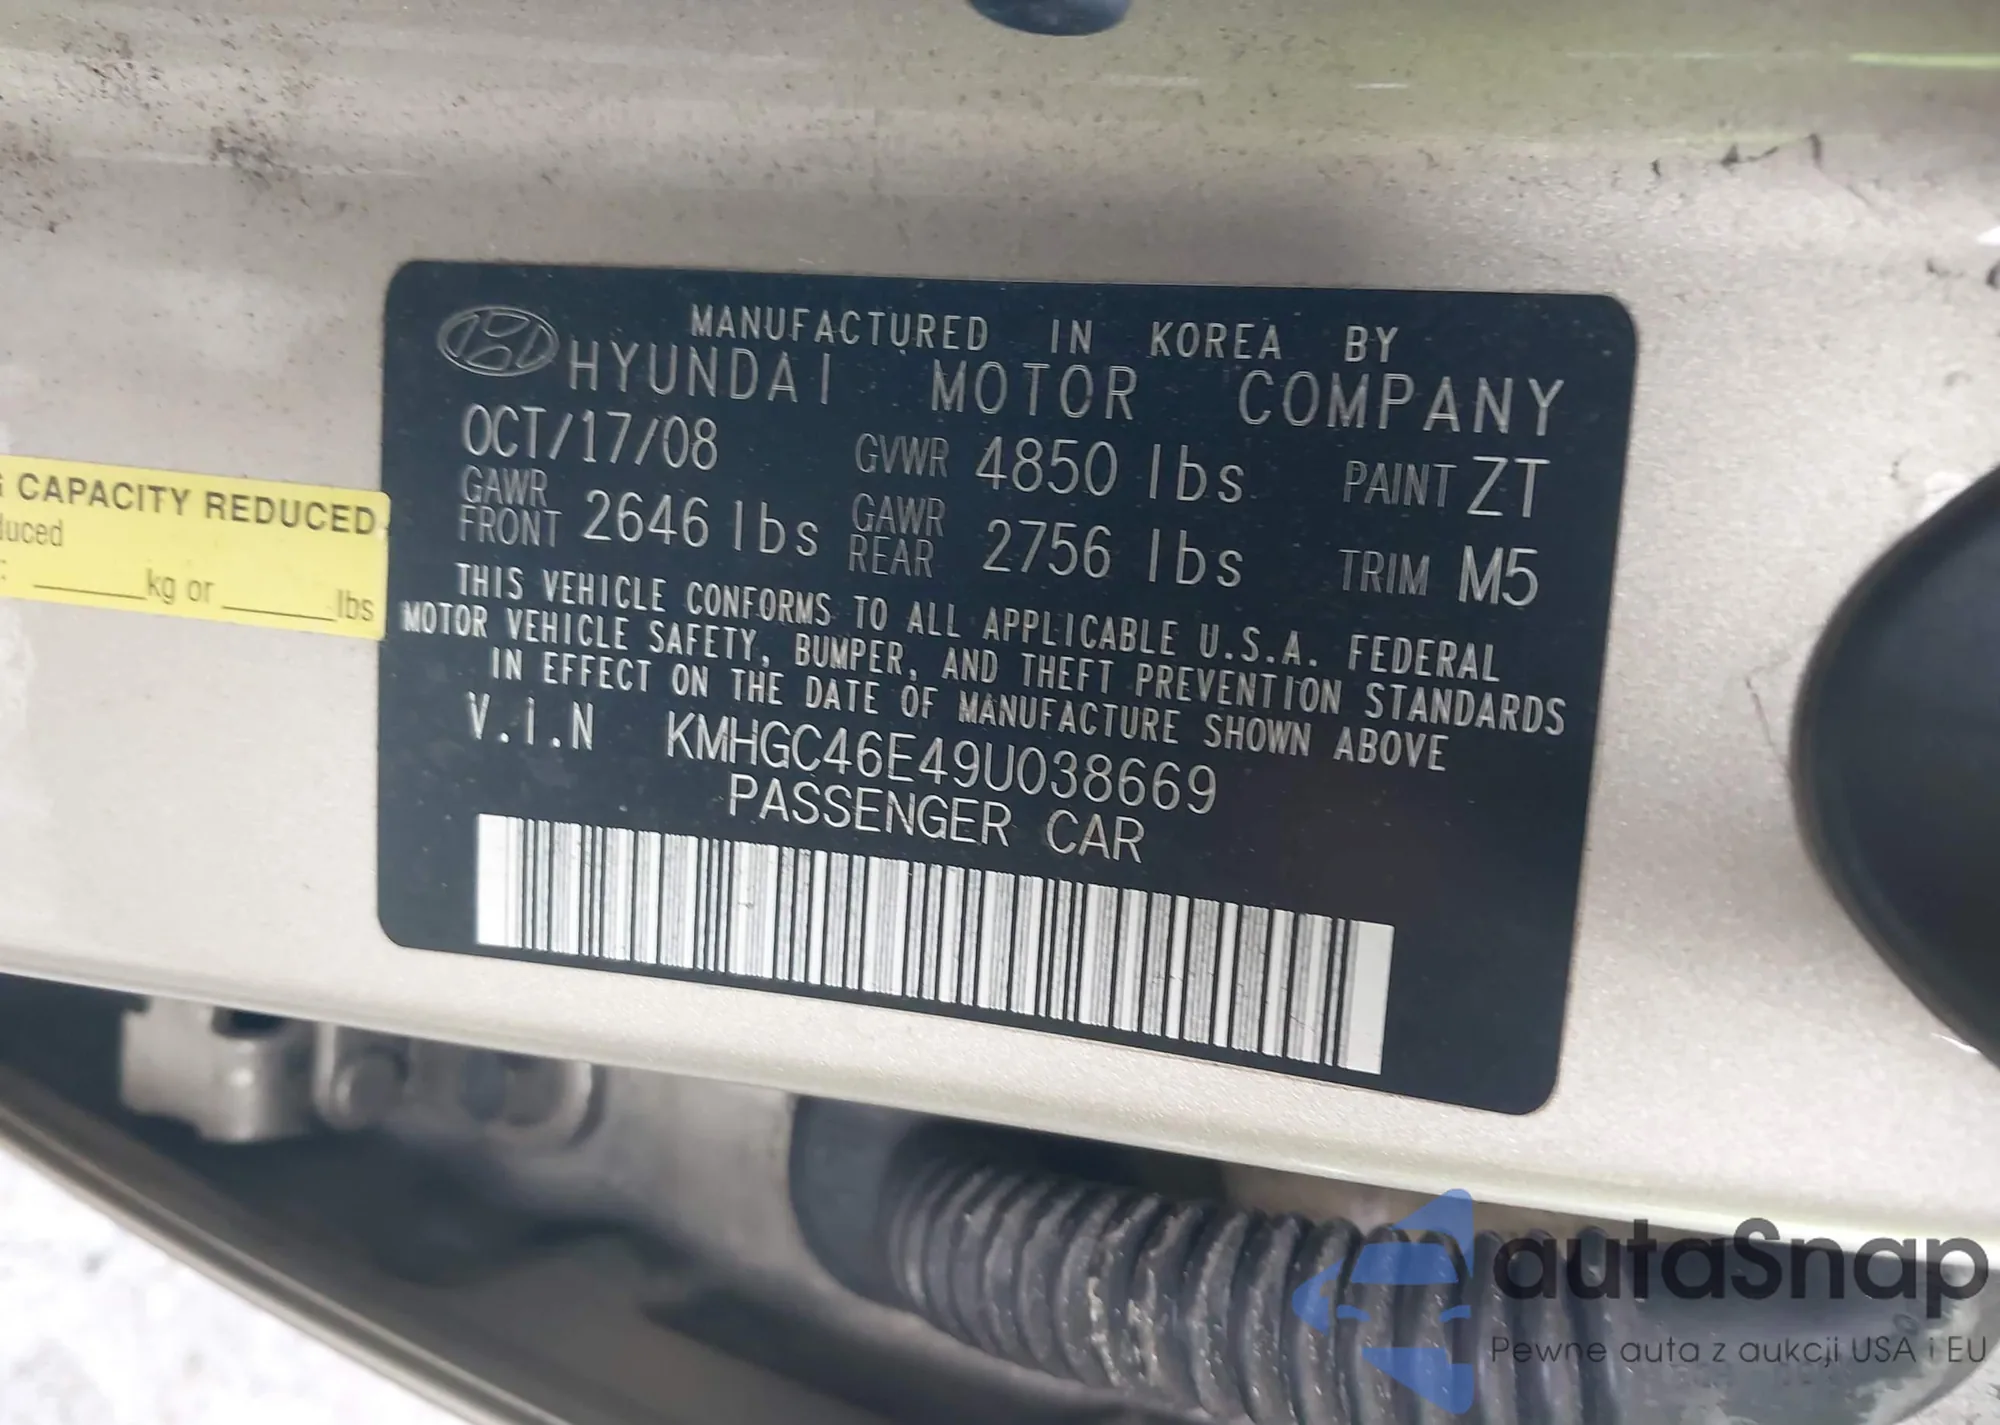 MANUFACTURED IN KOREA BY
HYUNDAI MOTOR COMPANY
OCT/17/08 GVWR 4850 lbs PAINT ZT
GAWR FRONT 2646 lbs GAWR REAR 2756 lbs TRIM M5
THIS VEHICLE CONFORMS TO ALL APPLICABLE U.S.A. FEDERAL
MOTOR VEHICLE SAFETY, BUMPER, AND THEFT PREVENTION STANDARDS
IN EFFECT ON THE DATE OF MANUFACTURE SHOWN ABOVE
V.I.N KMHGC46E49U038669
PASSENGER CAR
CAPACITY REDUCED
kg or lbs
autaSnap
Pewne auta z aukcji USA i EU